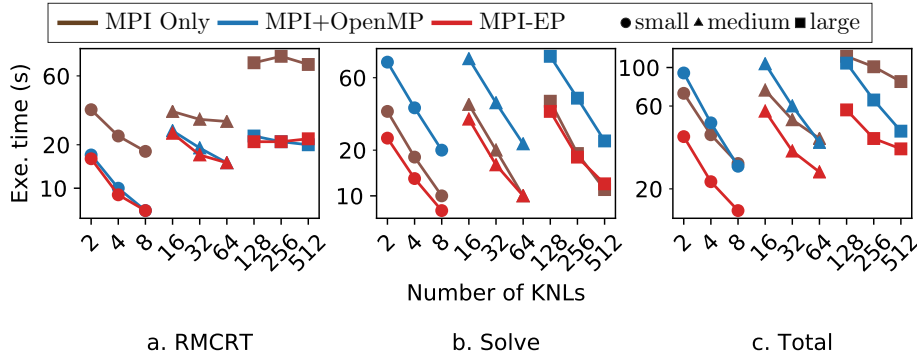 MPI Only MPI+OpenMP MPI-EP small medium large
Exe. time (s)
60
20
10
2 4 8 16 32 64 128 256 512
60
20
10
2 4 8 16 32 64 128 256 512
100
60
20
2 4 8 16 32 64 128 256 512
Number of KNLs
a. RMCRT b. Solve c. Total